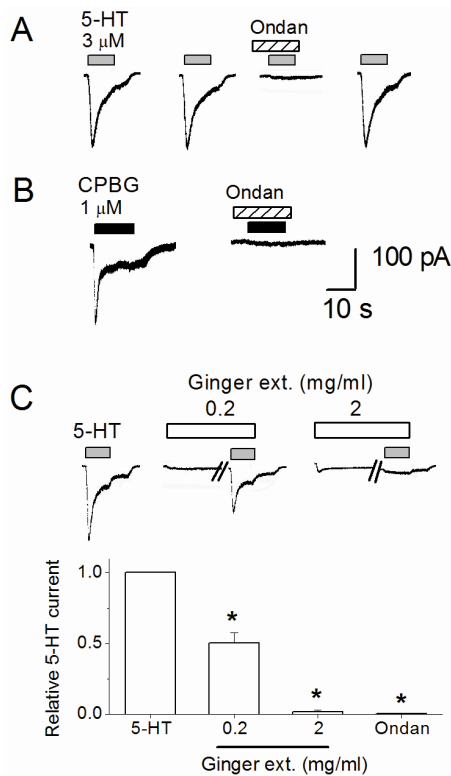 A
5-HT
3 μM
Ondan
B
CPBG
1 μM
Ondan
100 pA
10 s
C
Ginger ext. (mg/ml)
0.2 2
5-HT
Relative 5-HT current
1.0
0.5
0.0
* * *
5-HT 0.2 2 Ondan
Ginger ext. (mg/ml)